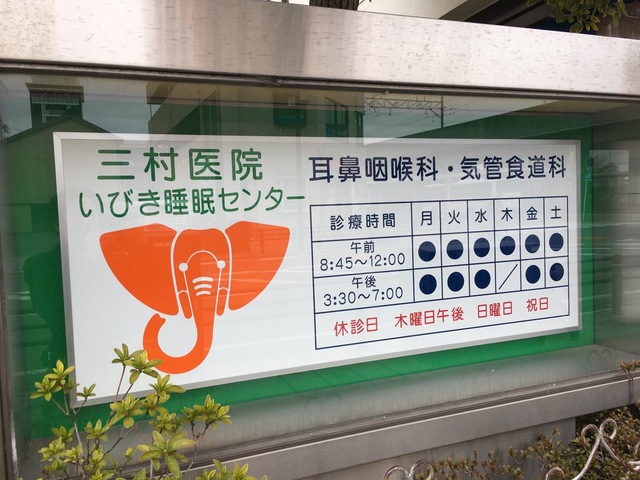 三村医院
いびき睡眠センター
耳鼻咽喉科・気管食道科
診療時間 月 火 水 木 金 土
午前
8:45～12:00 ● ● ● ● ● ●
午後
3:30～7:00 ● ● ● ／ ● ●
休診日 木曜日午後 日曜日 祝日